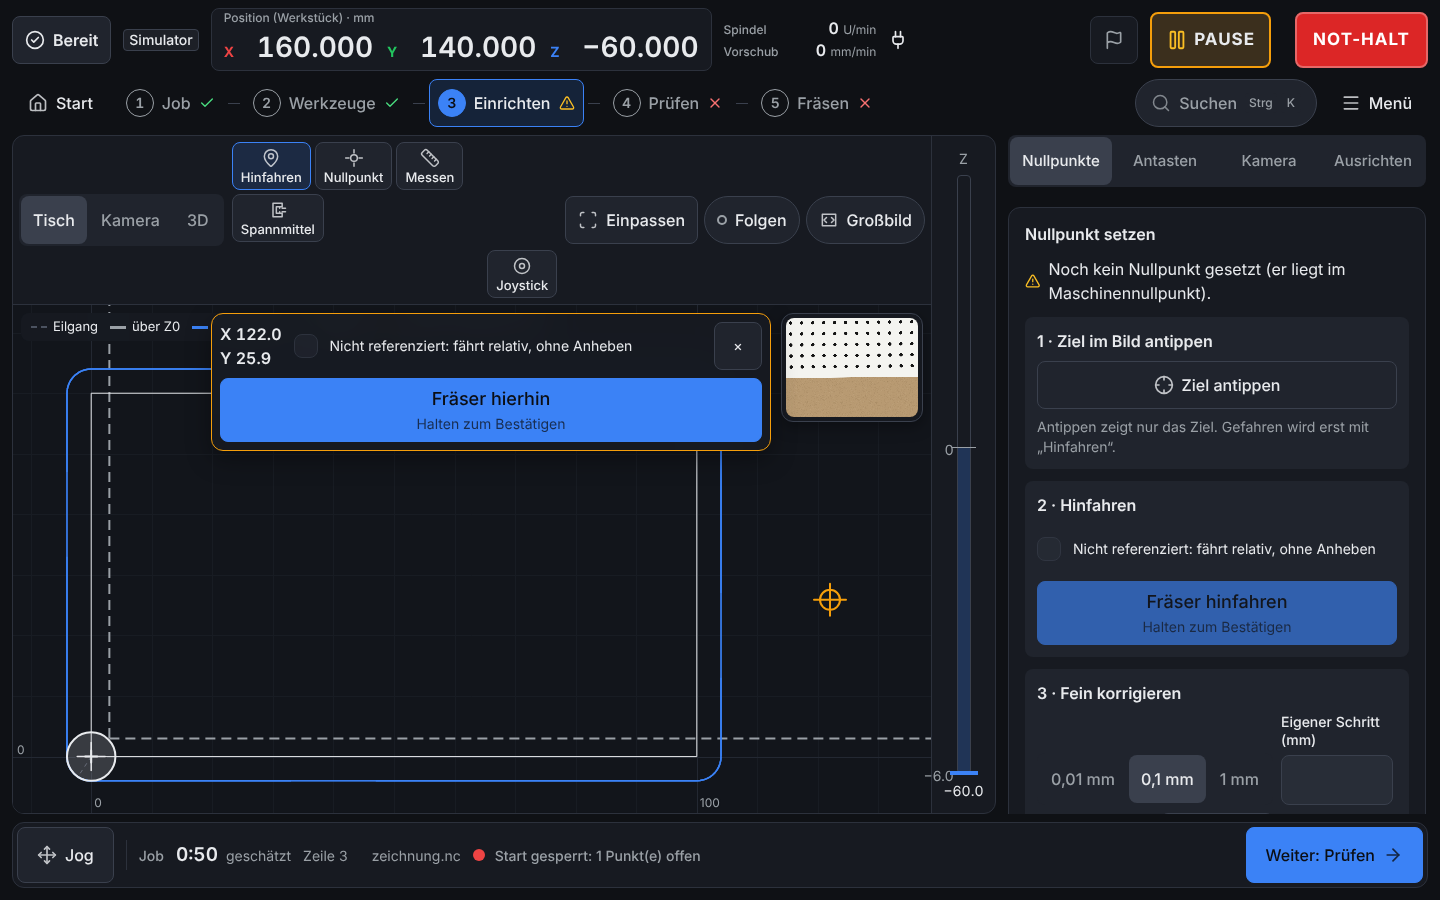 Bereit
Simulator
Position (Werkstück) · mm
X 160.000 Y 140.000 Z −60.000
Spindel 0 U/min
Vorschub 0 mm/min
PAUSE
NOT-HALT
Start
1 Job
2 Werkzeuge
3 Einrichten
4 Prüfen
5 Fräsen
Suchen Strg K
Menü
Hinfahren
Nullpunkt
Messen
Tisch
Kamera
3D
Spannmittel
Einpassen
Folgen
Großbild
Joystick
Eilgang
über Z0
X 122.0
Y 25.9
Nicht referenziert: fährt relativ, ohne Anheben
×
Fräser hierhin
Halten zum Bestätigen
0
0
100
Z
0
−6.0
−60.0
Nullpunkte
Antasten
Kamera
Ausrichten
Nullpunkt setzen
Noch kein Nullpunkt gesetzt (er liegt im
Maschinennullpunkt).
1 · Ziel im Bild antippen
Ziel antippen
Antippen zeigt nur das Ziel. Gefahren wird erst mit
„Hinfahren“.
2 · Hinfahren
Nicht referenziert: fährt relativ, ohne Anheben
Fräser hinfahren
Halten zum Bestätigen
3 · Fein korrigieren
Eigener Schritt
(mm)
0,01 mm
0,1 mm
1 mm
Jog
Job 0:50 geschätzt Zeile 3 zeichnung.nc Start gesperrt: 1 Punkt(e) offen
Weiter: Prüfen